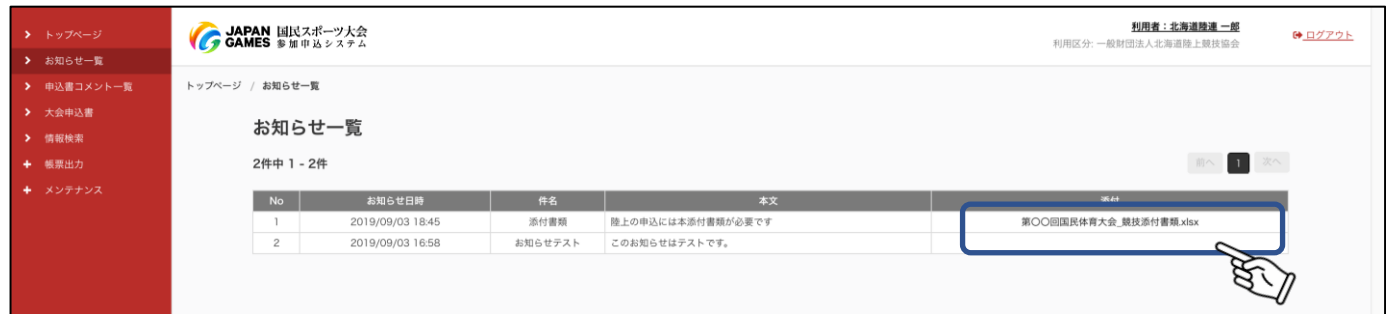 トップページ
お知らせ一覧
申込書コメント一覧
大会申込書
情報検索
帳票出力
メンテナンス
JAPAN 国民スポーツ大会
GAMES 参加申込システム
利用者：北海道陸連 一郎
利用区分: 一般財団法人北海道陸上競技協会
ログアウト
トップページ / お知らせ一覧
お知らせ一覧
2件中 1 - 2件
前へ 1 次へ
No お知らせ日時 件名 本文 添付
1 2019/09/03 18:45 添付書類 陸上の申込には本添付書類が必要です 第〇〇回国民体育大会_競技添付書類.xlsx
2 2019/09/03 16:58 お知らせテスト このお知らせはテストです。